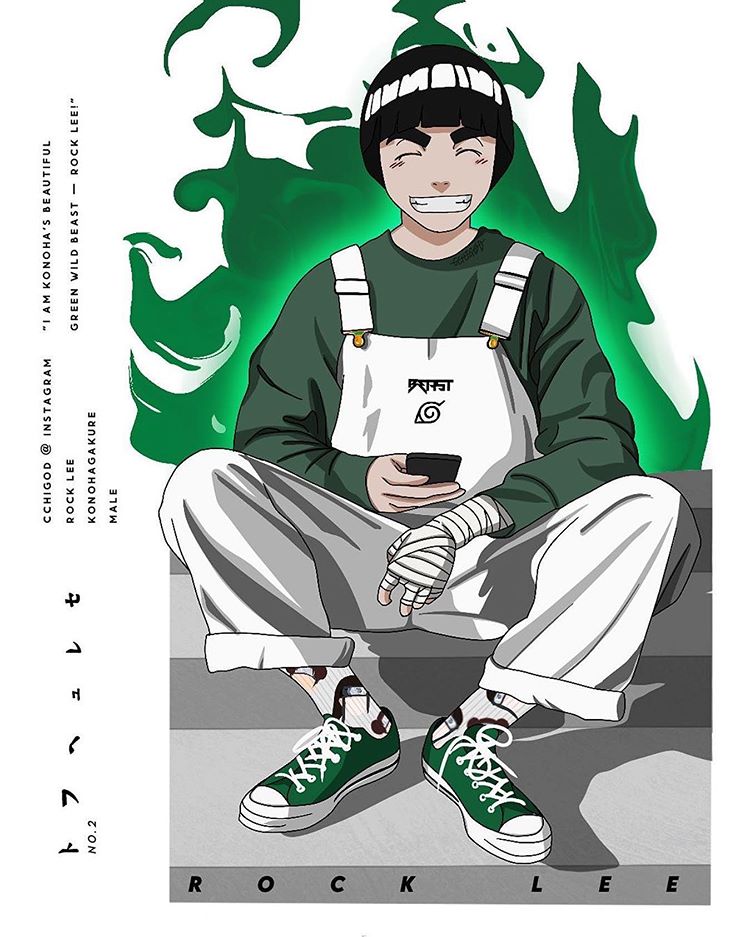 "I AM KONOHA'S BEAUTIFUL
GREEN WILD BEAST — ROCK LEE!"
CCHIGOD @ INSTAGRAM
ROCK LEE
KONOHAGAKURE
MALE
トフヘュレセ
NO.2
ROCK LEE